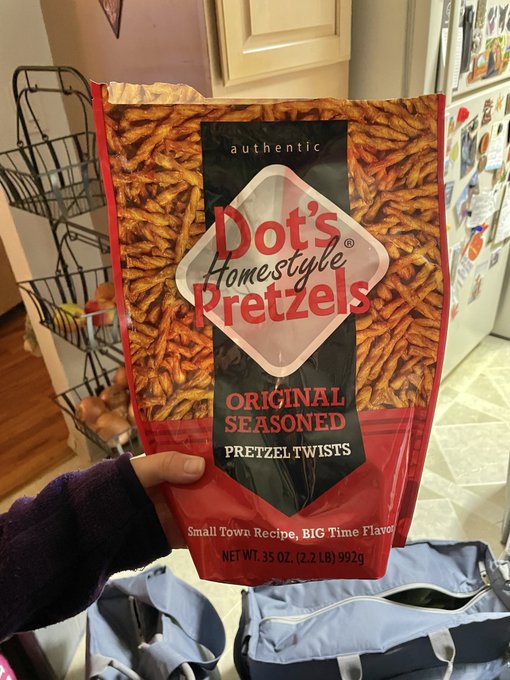 authentic
Dot's
Homestyle®
Pretzels
ORIGINAL
SEASONED
PRETZEL TWISTS
Small Town Recipe, BIG Time Flavor
NET WT. 35 OZ. (2.2 LB) 992g